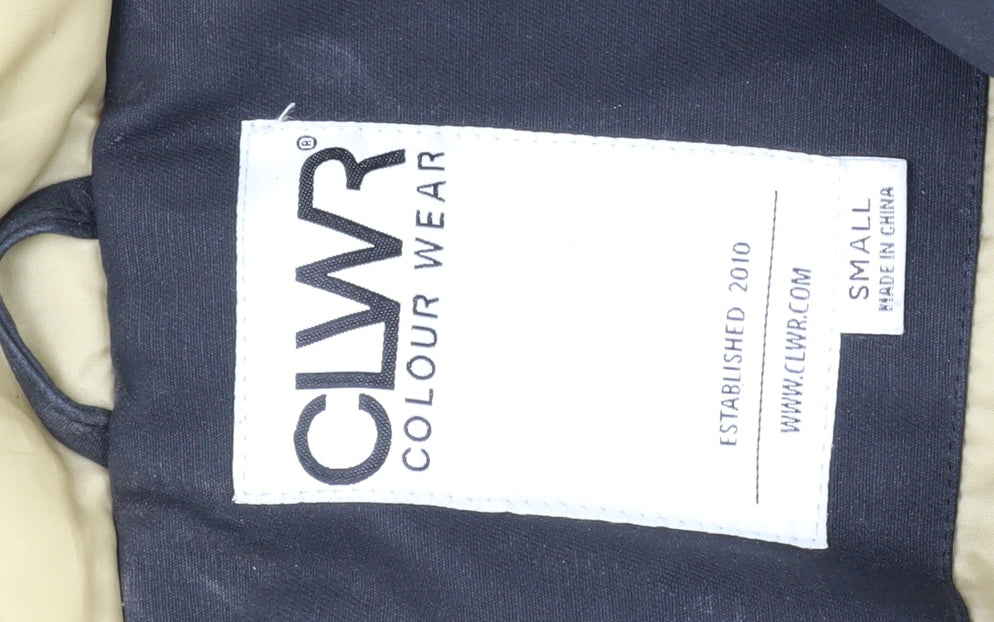 CLWR®
COLOUR WEAR
ESTABLISHED 2010
WWW.CLWR.COM
SMALL
MADE IN CHINA